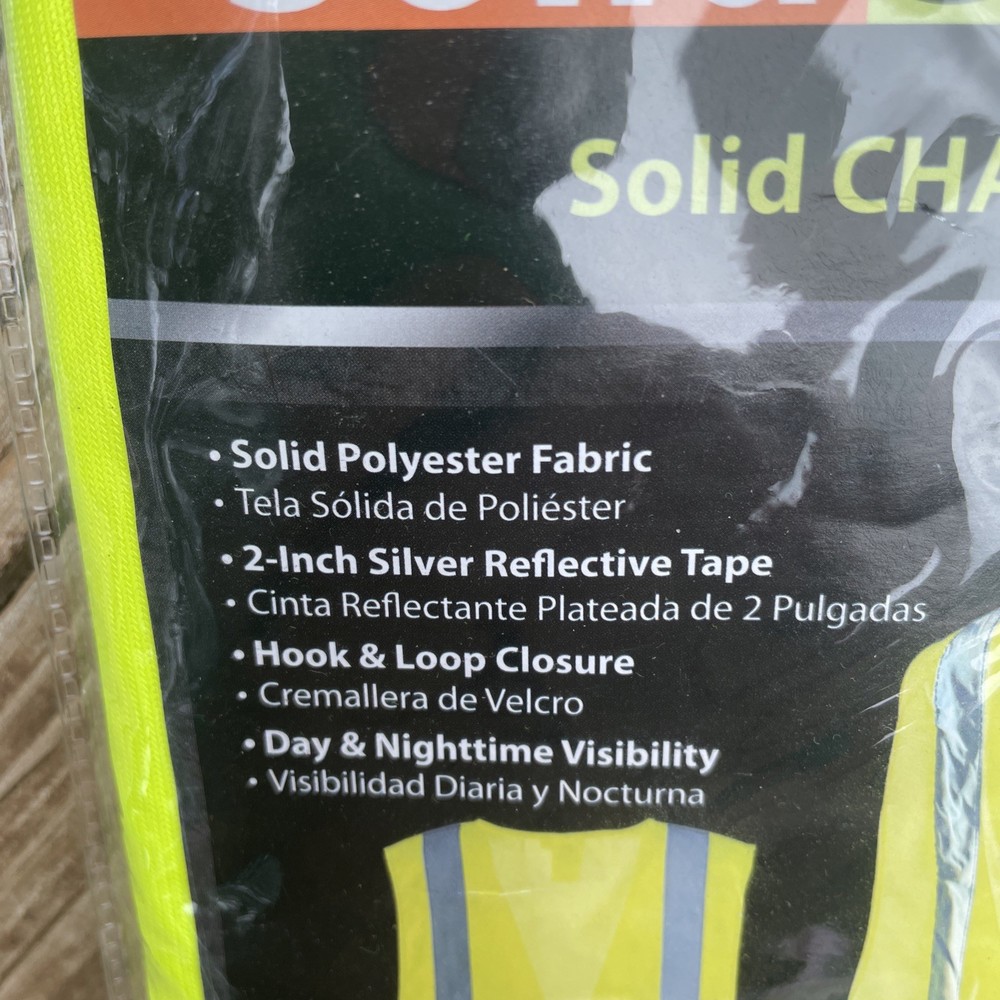 Solid
• Solid Polyester Fabric
• Tela Sólida de Poliéster
• 2-Inch Silver Reflective Tape
• Cinta Reflectante Plateada de 2 Pulgadas
• Hook & Loop Closure
• Cremallera de Velcro
• Day & Nighttime Visibility
• Visibilidad Diaria y Nocturna